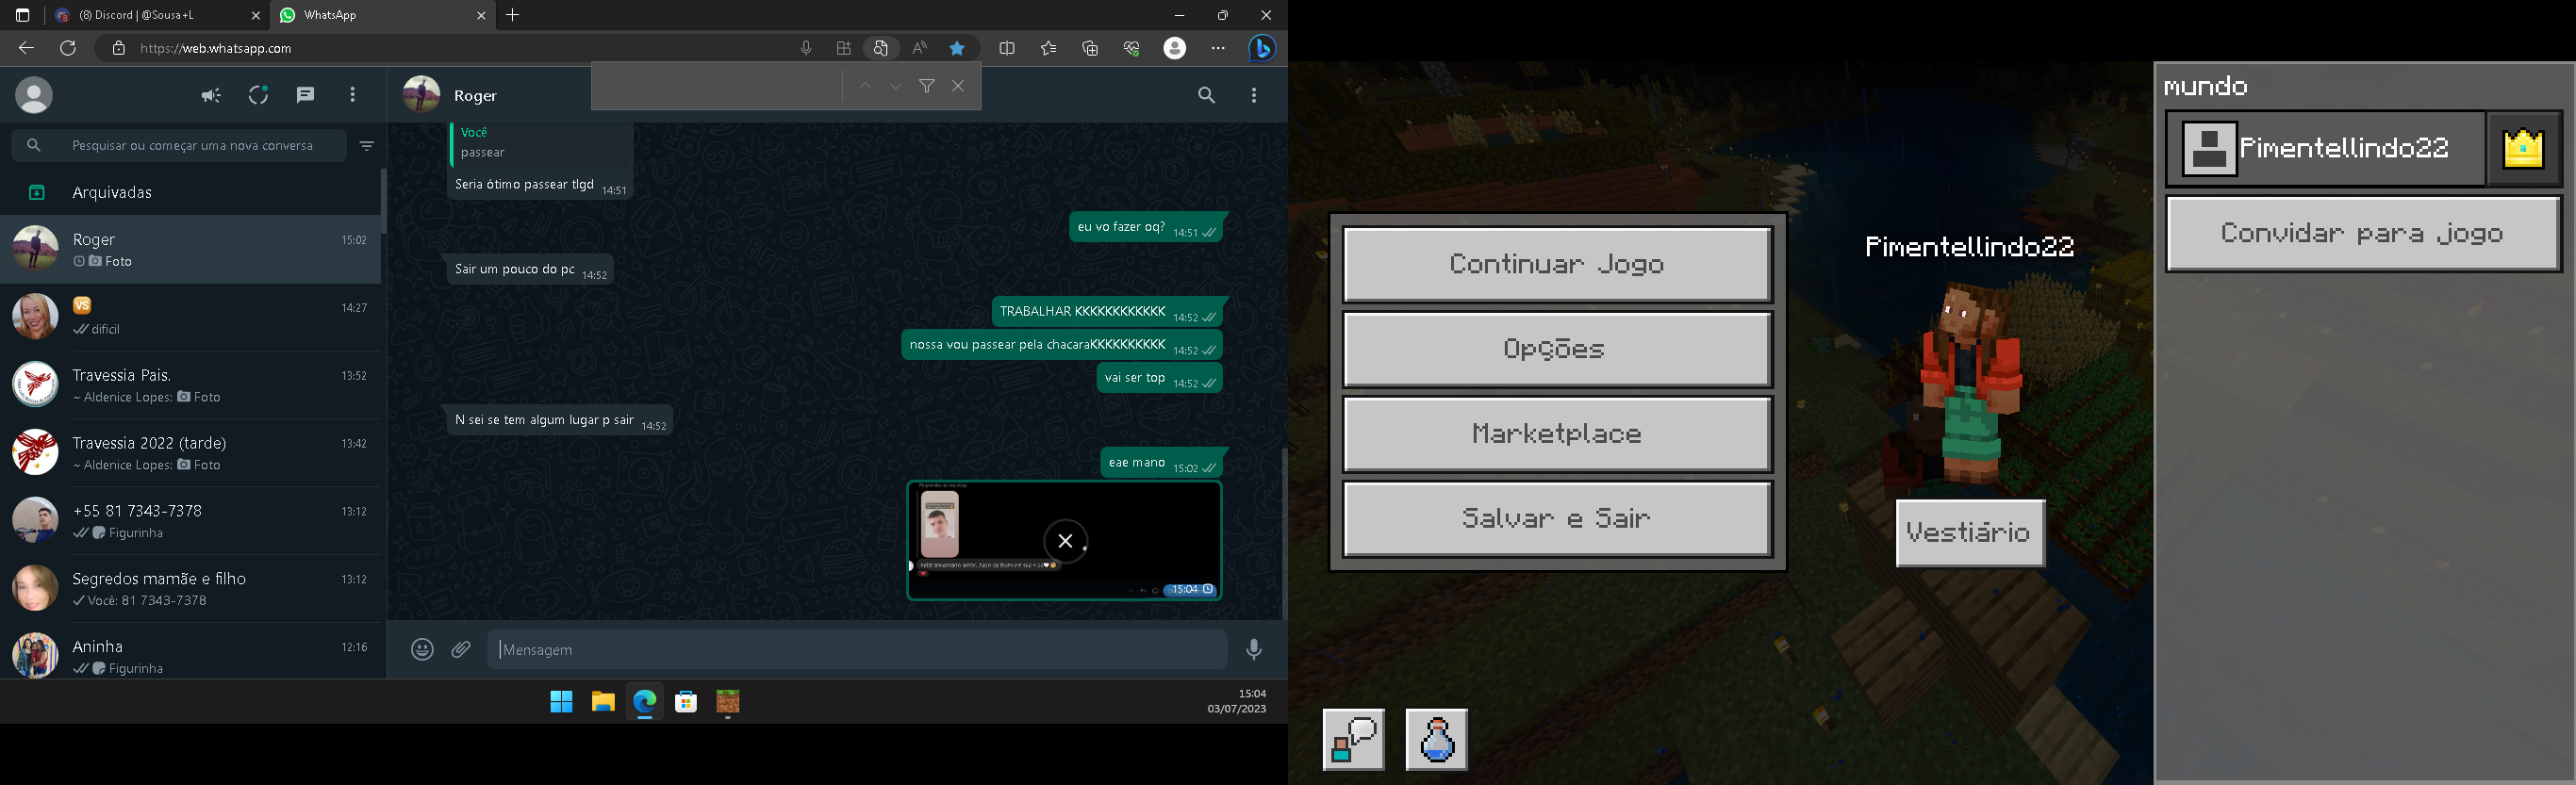 (8) Discord | @Sousa+L
WhatsApp
https://web.whatsapp.com
Roger
Pesquisar ou começar uma nova conversa
Arquivadas
Roger
15:02
Foto
VS
14:27
dificil
Travessia Pais.
13:52
~ Aldenice Lopes: Foto
Travessia 2022 (tarde)
13:42
~ Aldenice Lopes: Foto
+55 81 7343-7378
13:12
Figurinha
Segredos mamãe e filho
13:12
Você: 81 7343-7378
Aninha
12:16
Figurinha
Você
passear
Seria ótimo passear tlgd 14:51
eu vo fazer oq? 14:51
Sair um pouco do pc 14:52
TRABALHAR KKKKKKKKKKKK 14:52
nossa vou passear pela chacaraKKKKKKKKKK 14:52
vai ser top 14:52
N sei se tem algum lugar p sair 14:52
eae mano 15:02
15:04
Mensagem
15:04
03/07/2023
Continuar Jogo
Opções
Marketplace
Salvar e Sair
Pimentellindo22
Vestiário
mundo
Pimentellindo22
Convidar para jogo